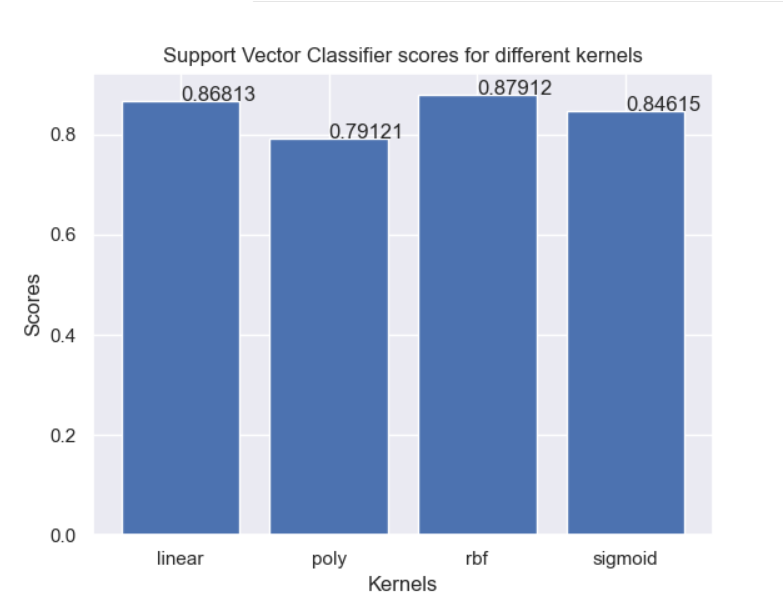 Support Vector Classifier scores for different kernels
0.86813
0.79121
0.87912
0.84615
0.8
0.6
0.4
0.2
0.0
Scores
linear
poly
rbf
sigmoid
Kernels